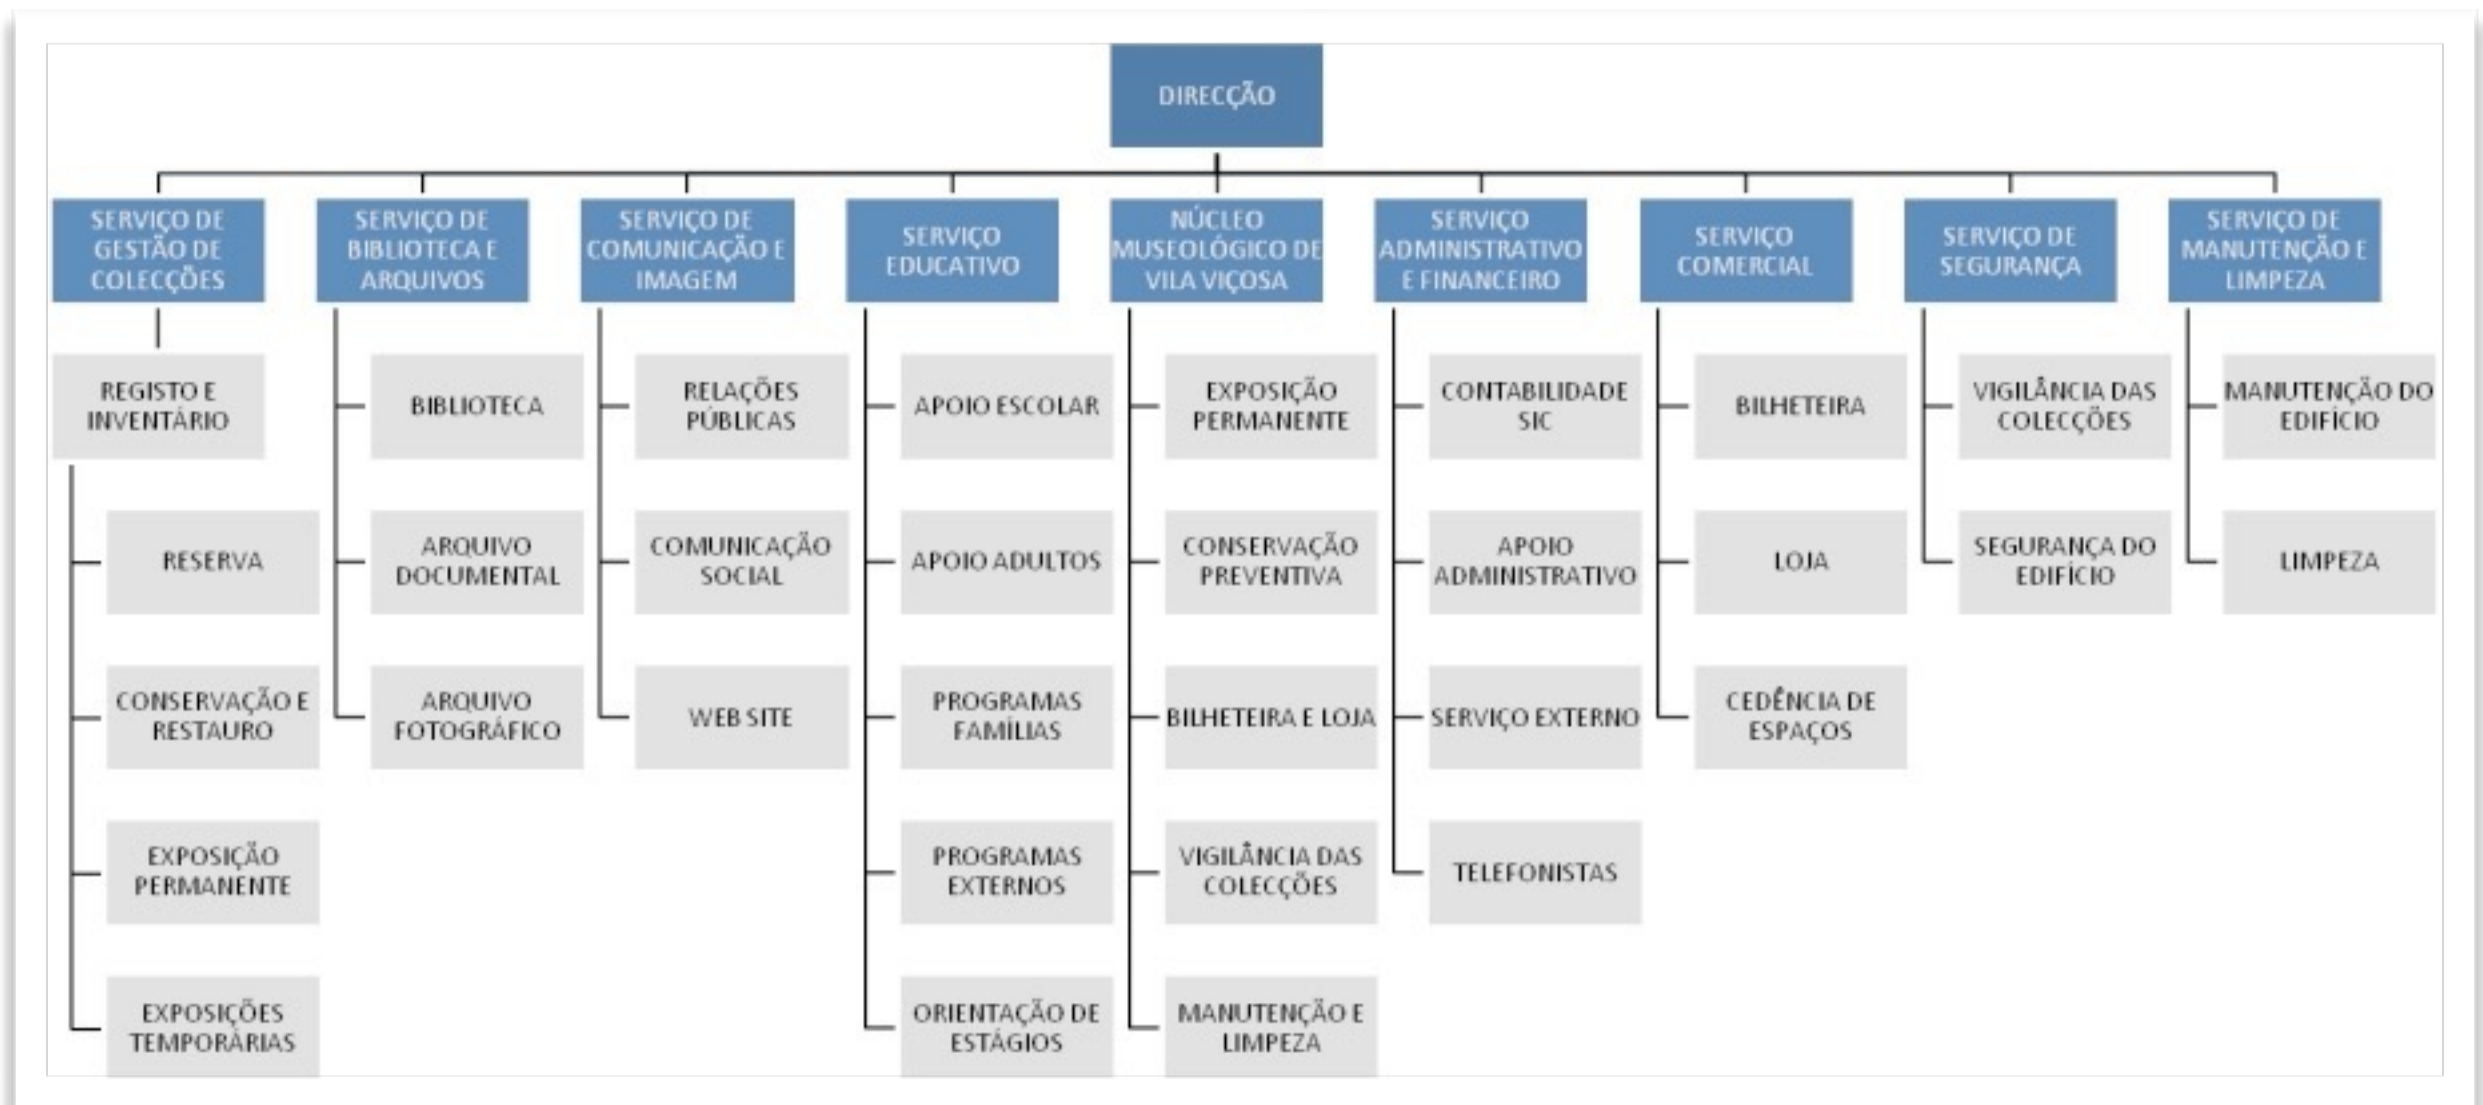 DIRECÇÃO
SERVIÇO DE
GESTÃO DE
COLECÇÕES
REGISTO E
INVENTÁRIO
RESERVA
CONSERVAÇÃO E
RESTAURO
EXPOSIÇÃO
PERMANENTE
EXPOSIÇÕES
TEMPORÁRIAS
SERVIÇO DE
BIBLIOTECA E
ARQUIVOS
BIBLIOTECA
ARQUIVO
DOCUMENTAL
ARQUIVO
FOTOGRÁFICO
SERVIÇO DE
COMUNICAÇÃO E
IMAGEM
RELAÇÕES
PÚBLICAS
COMUNICAÇÃO
SOCIAL
WEB SITE
SERVIÇO
EDUCATIVO
APOIO ESCOLAR
APOIO ADULTOS
PROGRAMAS
FAMÍLIAS
PROGRAMAS
EXTERNOS
ORIENTAÇÃO DE
ESTÁGIOS
NÚCLEO
MUSEOLÓGICO DE
VILA VIÇOSA
EXPOSIÇÃO
PERMANENTE
CONSERVAÇÃO
PREVENTIVA
BILHETEIRA E LOJA
VIGILÂNCIA DAS
COLECÇÕES
MANUTENÇÃO E
LIMPEZA
SERVIÇO
ADMINISTRATIVO
E FINANCEIRO
CONTABILIDADE
SIC
APOIO
ADMINISTRATIVO
SERVIÇO EXTERNO
TELEFONISTAS
SERVIÇO
COMERCIAL
BILHETEIRA
LOJA
CEDÊNCIA DE
ESPAÇOS
SERVIÇO DE
SEGURANÇA
VIGILÂNCIA DAS
COLECÇÕES
SEGURANÇA DO
EDIFÍCIO
SERVIÇO DE
MANUTENÇÃO E
LIMPEZA
MANUTENÇÃO DO
EDIFÍCIO
LIMPEZA